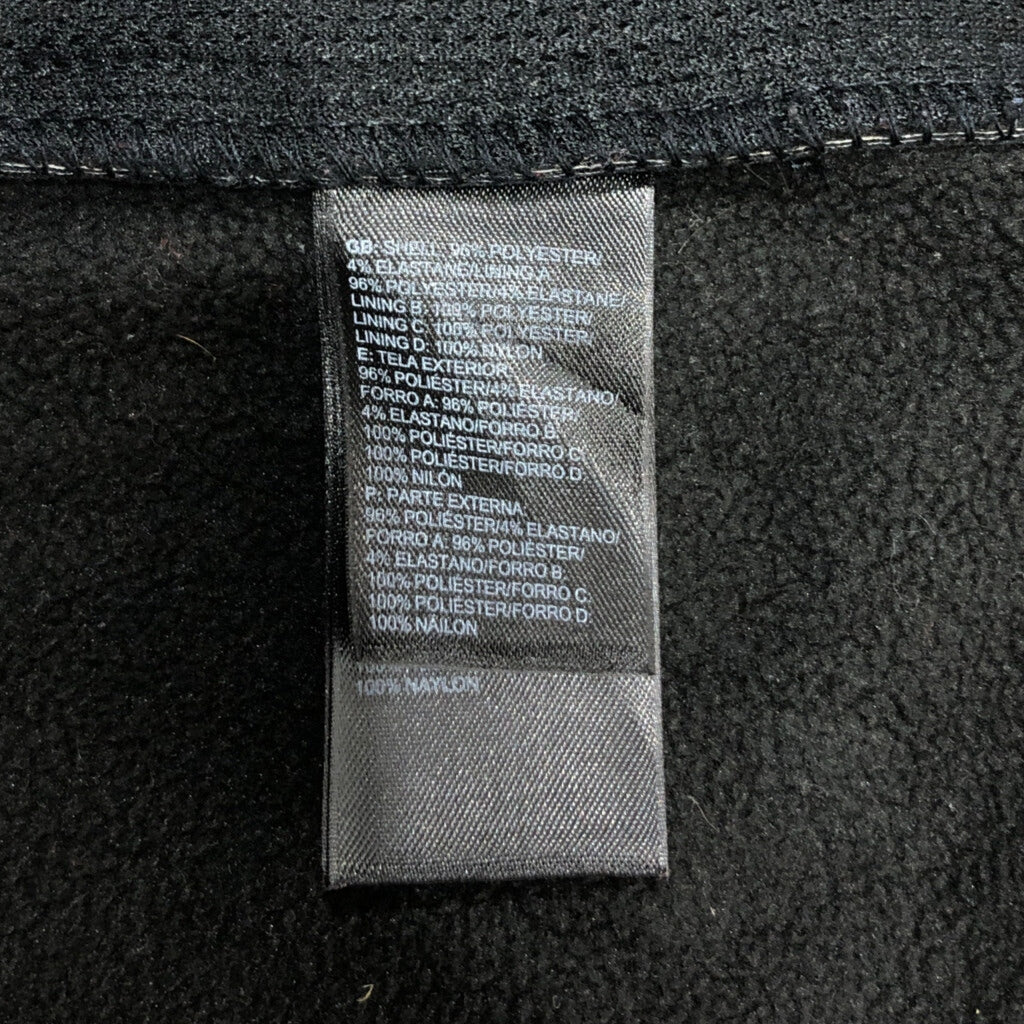 GB: SHELL: 96% POLYESTER/
4% ELASTANE/LINING A:
96% POLYESTER/4% ELASTANE/
LINING B: 100% POLYESTER/
LINING C: 100% POLYESTER/
LINING D: 100% NYLON
E: TELA EXTERIOR:
96% POLIÉSTER/4% ELASTANO/
FORRO A: 96% POLIÉSTER/
4% ELASTANO/FORRO B:
100% POLIÉSTER/FORRO C:
100% POLIÉSTER/FORRO D:
100% NILON
P: PARTE EXTERNA:
96% POLIÉSTER/4% ELASTANO/
FORRO A: 96% POLIÉSTER/
4% ELASTANO/FORRO B:
100% POLIÉSTER/FORRO C:
100% POLIÉSTER/FORRO D:
100% NÁILON
100% NAYLON